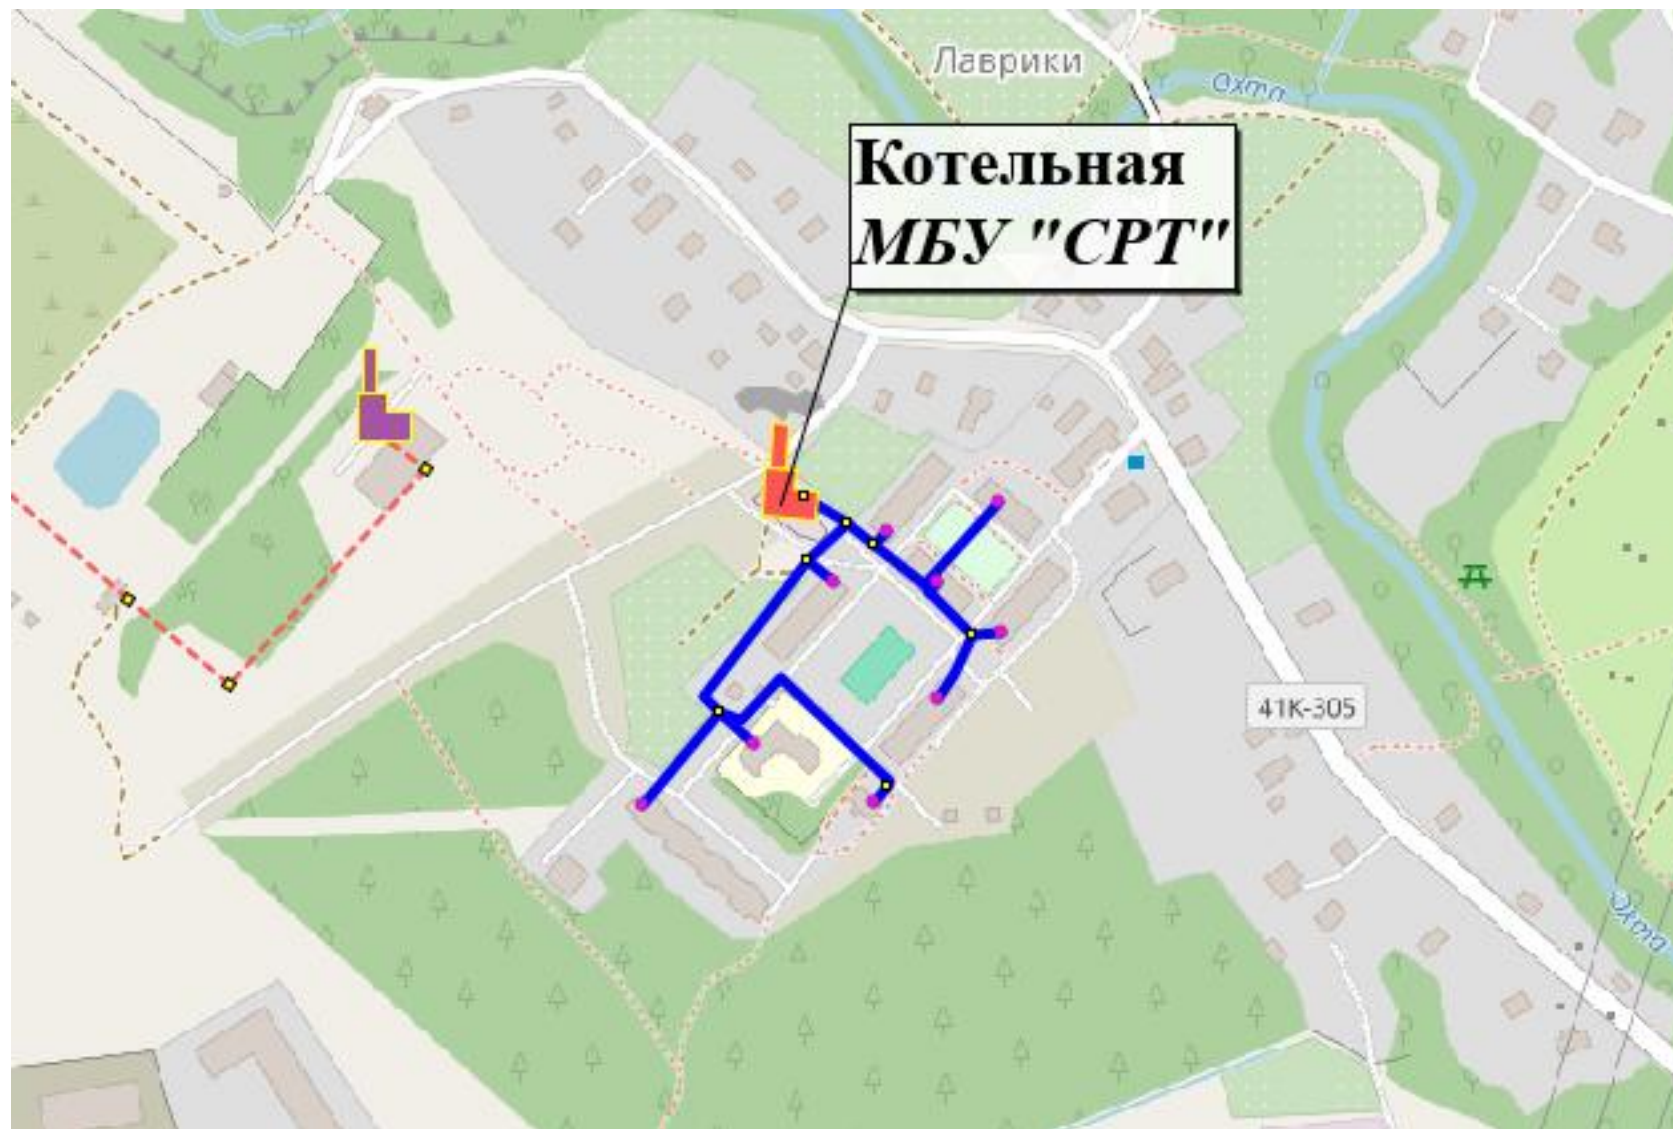 Лаврики
Охта
Котельная
МБУ "СРТ"
41К-305
Охта